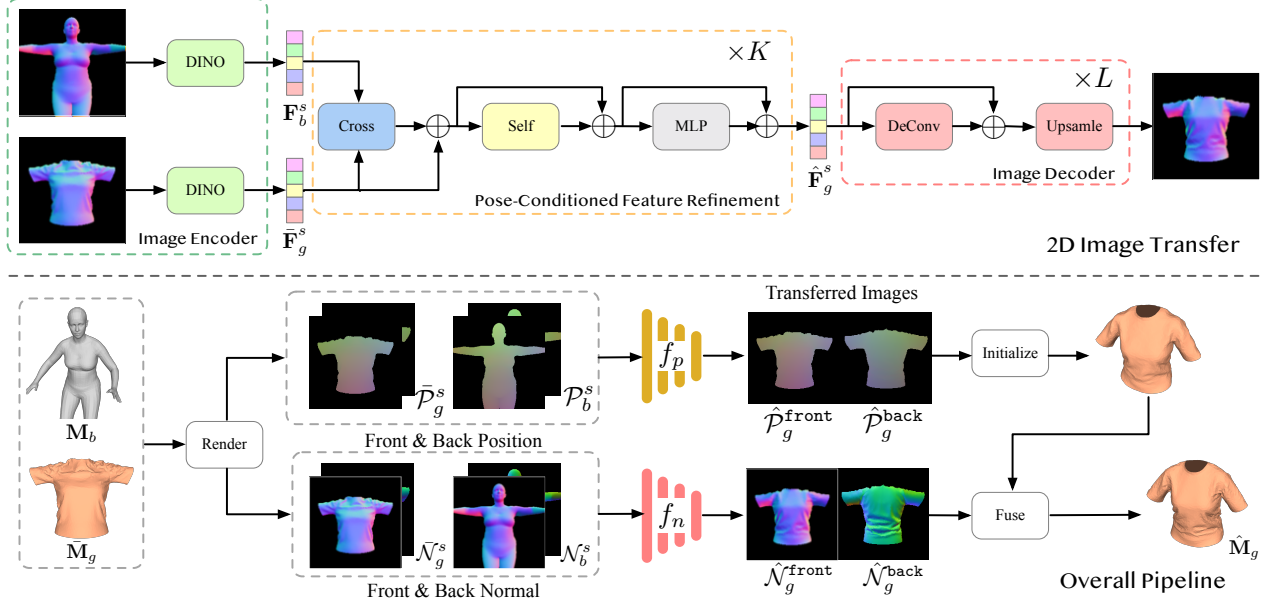 DINO
F_b^s
×K
×L
Cross
Self
MLP
DeConv
Upsamle
DINO
F̂_g^s
Image Decoder
Pose-Conditioned Feature Refinement
Image Encoder
F̄_g^s
2D Image Transfer
Transferred Images
f_p
Initialize
P̄_g^s
P_b^s
P̂_g^front
P̂_g^back
M_b
Render
Front & Back Position
f_n
Fuse
M̄_g
N̄_g^s
N_b^s
N̂_g^front
N̂_g^back
M̂_g
Front & Back Normal
Overall Pipeline